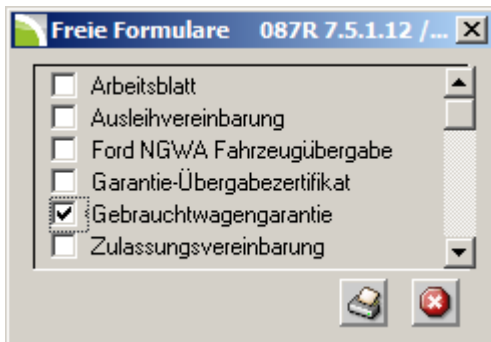 Freie Formulare 087R 7.5.1.12 /...
Arbeitsblatt
Ausleihvereinbarung
Ford NGWA Fahrzeugübergabe
Garantie-Übergabezertifikat
Gebrauchtwagengarantie
Zulassungsvereinbarung